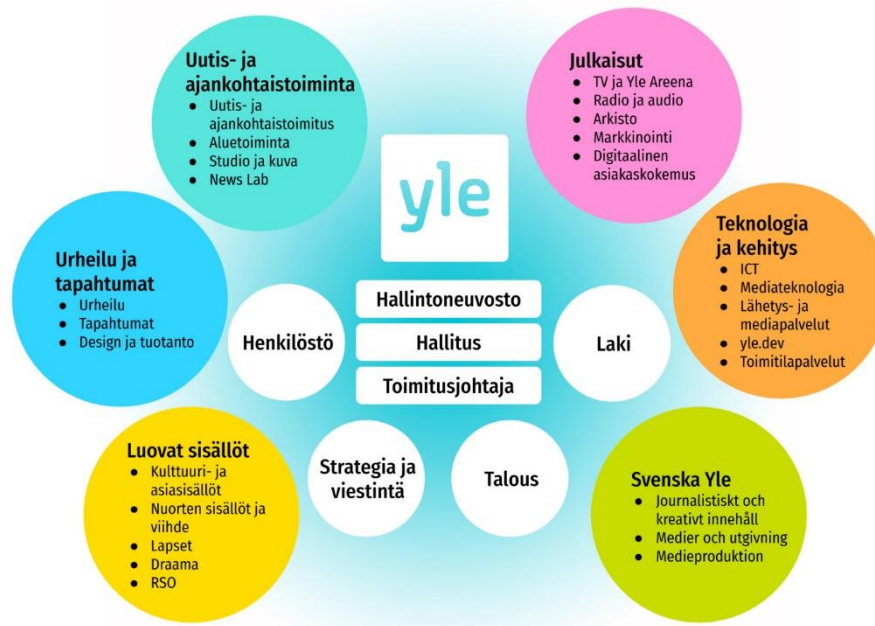 Uutis- ja
ajankohtaistoiminta
● Uutis- ja
ajankohtaistoimitus
● Aluetoiminta
● Studio ja kuva
● News Lab
Julkaisut
● TV ja Yle Areena
● Radio ja audio
● Arkisto
● Markkinointi
● Digitaalinen
asiakaskokemus
yle
Urheilu ja
tapahtumat
● Urheilu
● Tapahtumat
● Design ja tuotanto
Teknologia
ja kehitys
● ICT
● Mediateknologia
● Lähetys- ja
mediapalvelut
● yle.dev
● Toimitilapalvelut
Henkilöstö
Hallintoneuvosto
Hallitus
Toimitusjohtaja
Laki
Luovat sisällöt
● Kulttuuri- ja
asiasisällöt
● Nuorten sisällöt ja
viihde
● Lapset
● Draama
● RSO
Strategia ja
viestintä
Talous
Svenska Yle
● Journalistiskt och
kreativt innehåll
● Medier och utgivning
● Medieproduktion